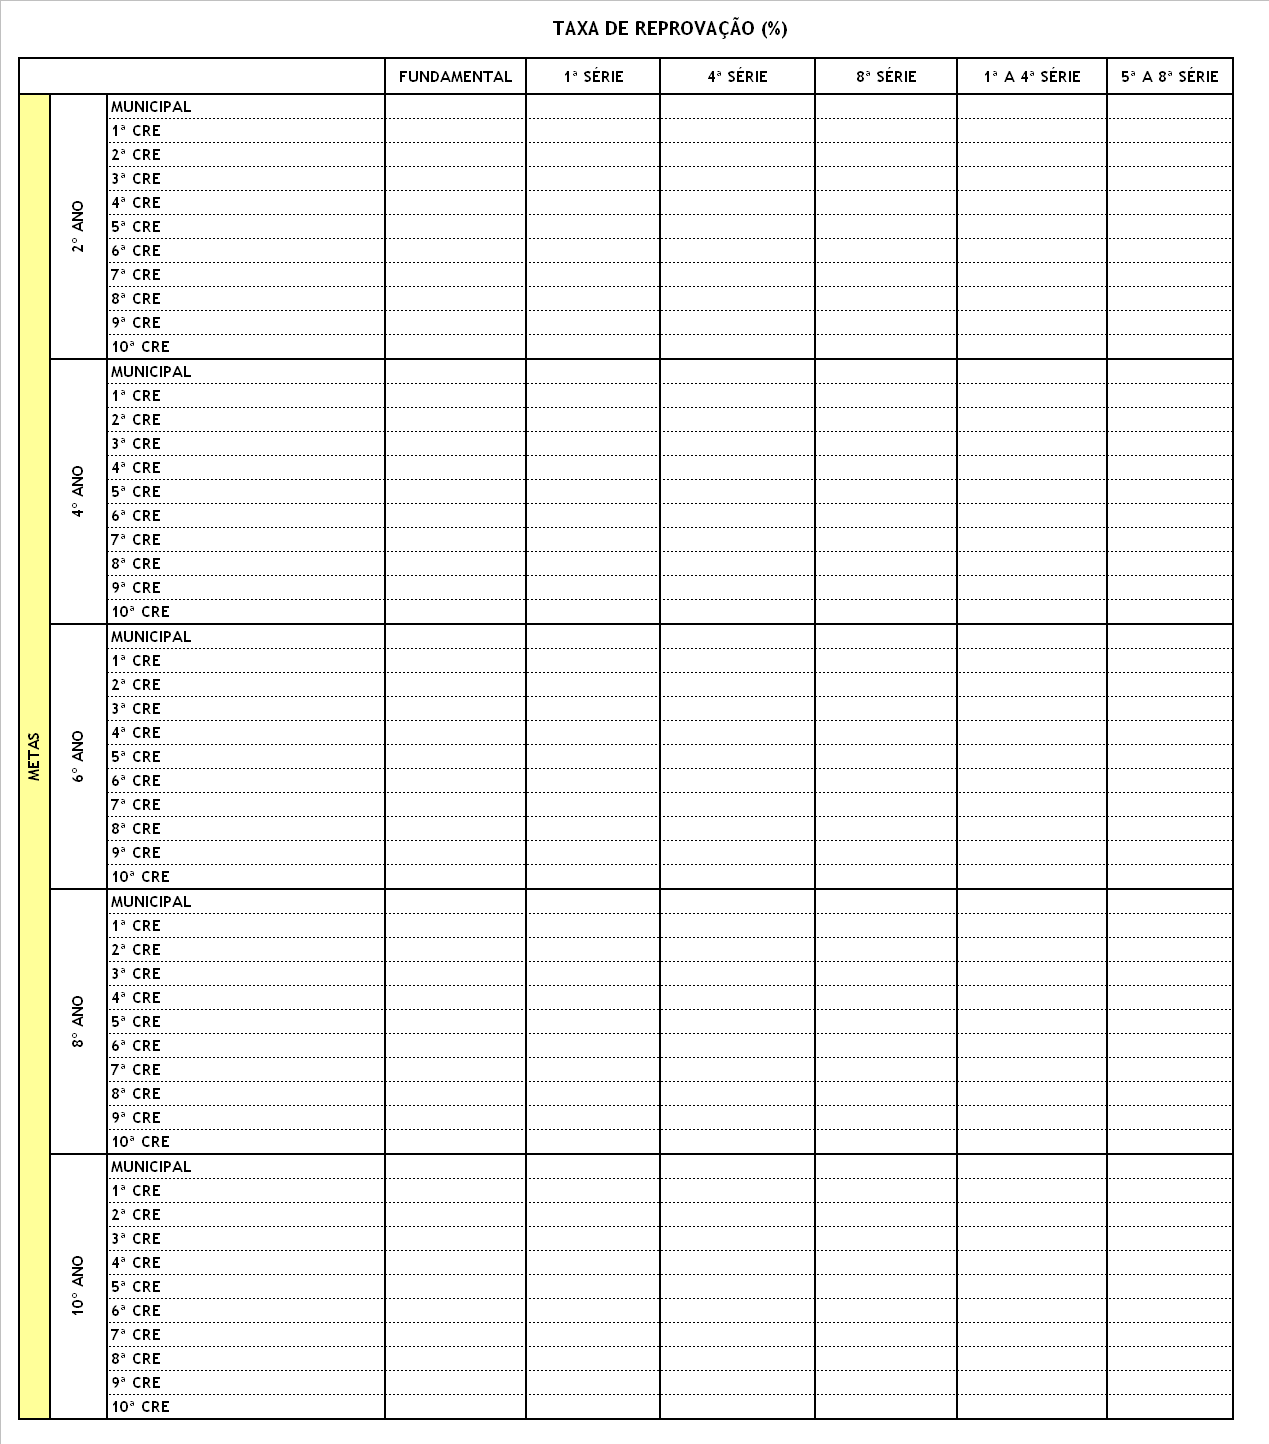 TAXA DE REPROVAÇÃO (%)
FUNDAMENTAL 1ª SÉRIE 4ª SÉRIE 8ª SÉRIE 1ª A 4ª SÉRIE 5ª A 8ª SÉRIE
METAS
2º ANO
MUNICIPAL
1ª CRE
2ª CRE
3ª CRE
4ª CRE
5ª CRE
6ª CRE
7ª CRE
8ª CRE
9ª CRE
10ª CRE
4º ANO
MUNICIPAL
1ª CRE
2ª CRE
3ª CRE
4ª CRE
5ª CRE
6ª CRE
7ª CRE
8ª CRE
9ª CRE
10ª CRE
6º ANO
MUNICIPAL
1ª CRE
2ª CRE
3ª CRE
4ª CRE
5ª CRE
6ª CRE
7ª CRE
8ª CRE
9ª CRE
10ª CRE
8º ANO
MUNICIPAL
1ª CRE
2ª CRE
3ª CRE
4ª CRE
5ª CRE
6ª CRE
7ª CRE
8ª CRE
9ª CRE
10ª CRE
10º ANO
MUNICIPAL
1ª CRE
2ª CRE
3ª CRE
4ª CRE
5ª CRE
6ª CRE
7ª CRE
8ª CRE
9ª CRE
10ª CRE